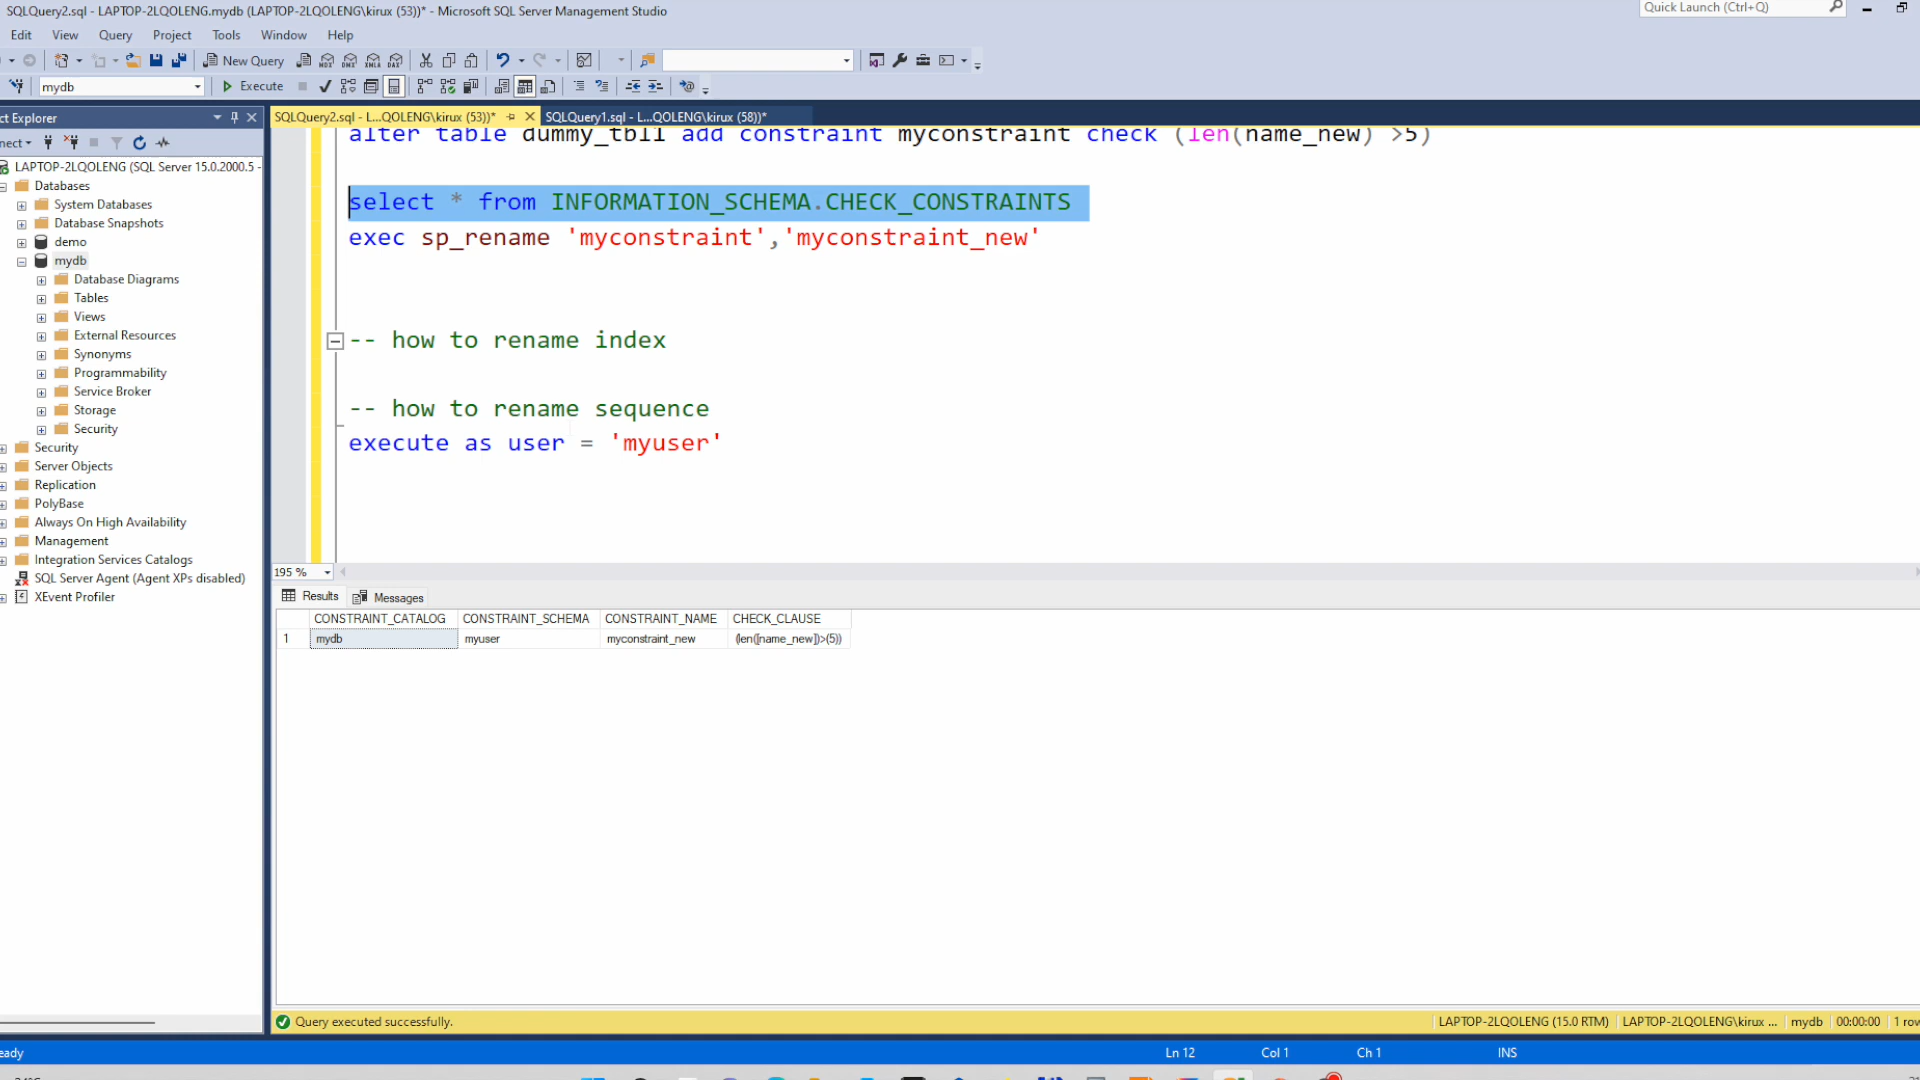 SQLQuery2.sql - LAPTOP-2LQOLENG.mydb (LAPTOP-2LQOLENG\kirux (53))* - Microsoft SQL Server Management Studio
Quick Launch (Ctrl+Q)
Edit View Query Project Tools Window Help
New Query
mydb Execute
ct Explorer
SQLQuery2.sql - L...QOLENG\kirux (53))* SQLQuery1.sql - L...QOLENG\kirux (58))*
nect
LAPTOP-2LQOLENG (SQL Server 15.0.2000.5 -
Databases
System Databases
Database Snapshots
demo
mydb
Database Diagrams
Tables
Views
External Resources
Synonyms
Programmability
Service Broker
Storage
Security
Security
Server Objects
Replication
PolyBase
Always On High Availability
Management
Integration Services Catalogs
SQL Server Agent (Agent XPs disabled)
XEvent Profiler
alter table dummy_tbl1 add constraint myconstraint check (len(name_new) >5)
select * from INFORMATION_SCHEMA.CHECK_CONSTRAINTS
exec sp_rename 'myconstraint','myconstraint_new'
-- how to rename index
-- how to rename sequence
execute as user = 'myuser'
195 %
Results Messages
CONSTRAINT_CATALOG CONSTRAINT_SCHEMA CONSTRAINT_NAME CHECK_CLAUSE
1 mydb myuser myconstraint_new (len([name_new])>(5))
Query executed successfully. LAPTOP-2LQOLENG (15.0 RTM) LAPTOP-2LQOLENG\kirux ... mydb 00:00:00 1 row
eady Ln 12 Col 1 Ch 1 INS